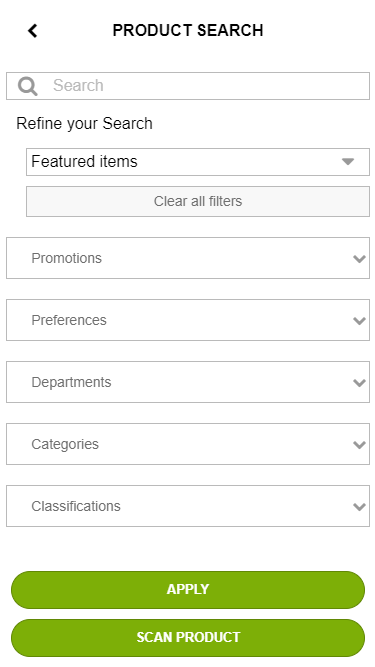 PRODUCT SEARCH
Search
Refine your Search
Featured items
Clear all filters
Promotions
Preferences
Departments
Categories
Classifications
APPLY
SCAN PRODUCT